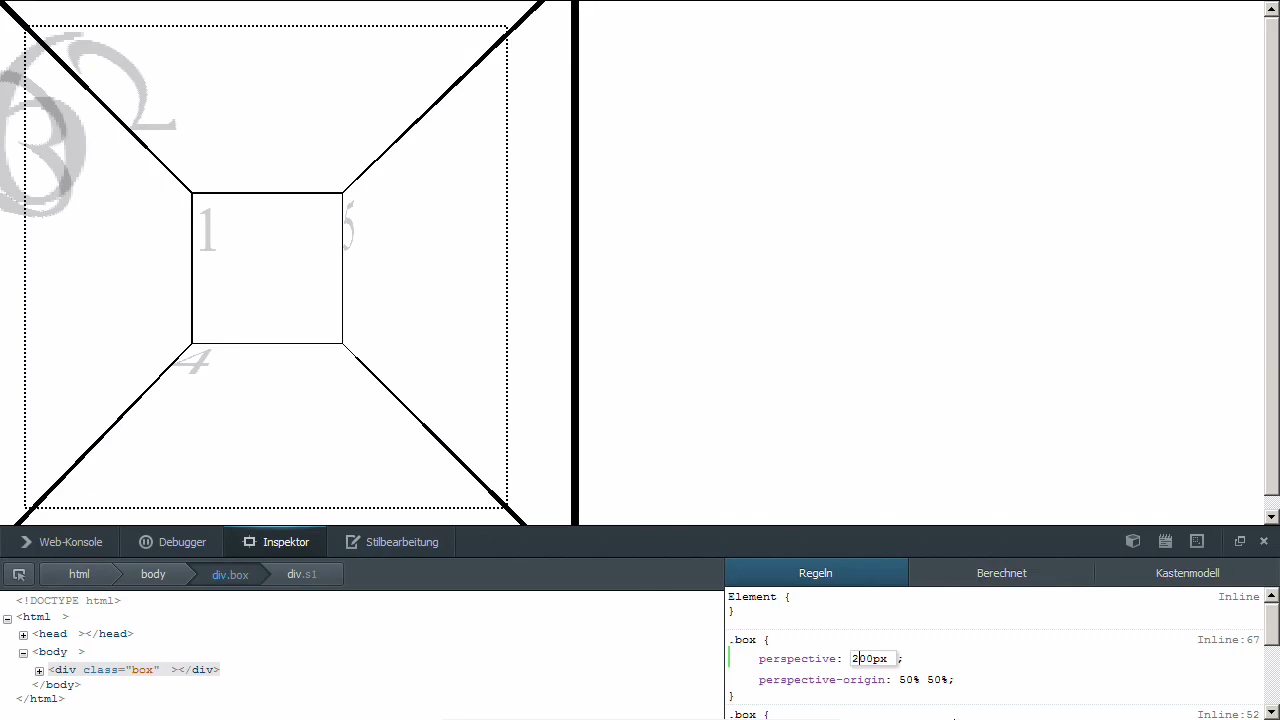 2
3
1
5
4
Web-Konsole
Debugger
Inspektor
Stilbearbeitung
html
body
div.box
div.s1
Regeln
Berechnet
Kastenmodell
<!DOCTYPE html>
<html >
<head ></head>
<body >
<div class="box" ></div>
</body>
</html>
Element {
Inline
}
.box {
Inline:67
perspective: 200px ;
perspective-origin: 50% 50%;
}
.box {
Inline:52